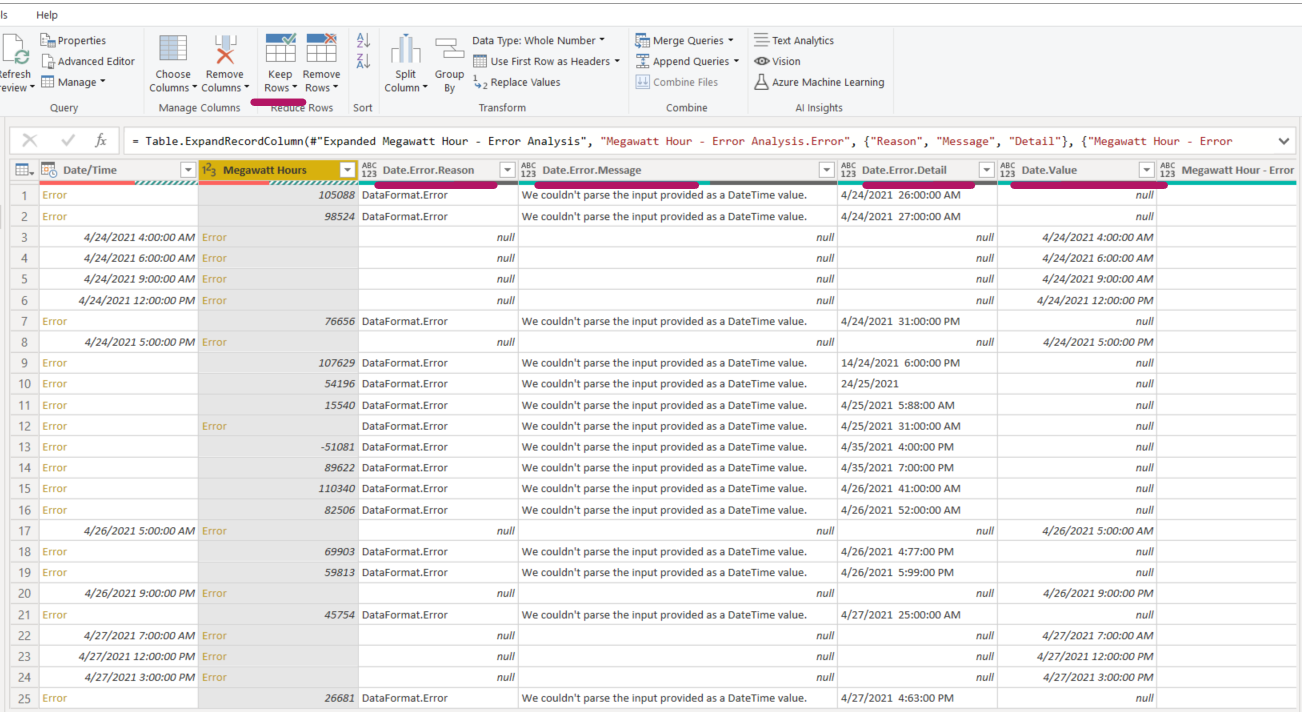 ls Help
Properties
Advanced Editor
Manage
Refresh
review
Query
Choose Columns
Remove Columns
Manage Columns
Keep Rows
Remove Rows
Reduce Rows
Sort
Split Column
Group By
Data Type: Whole Number
Use First Row as Headers
Replace Values
Transform
Merge Queries
Append Queries
Combine Files
Combine
Text Analytics
Vision
Azure Machine Learning
AI Insights
fx = Table.ExpandRecordColumn(#"Expanded Megawatt Hour - Error Analysis", "Megawatt Hour - Error Analysis.Error", {"Reason", "Message", "Detail"}, {"Megawatt Hour - Error
Date/Time 123 Megawatt Hours ABC 123 Date.Error.Reason ABC 123 Date.Error.Message ABC 123 Date.Error.Detail ABC 123 Date.Value ABC 123 Megawatt Hour - Error
1 Error 105088 DataFormat.Error We couldn't parse the input provided as a DateTime value. 4/24/2021 26:00:00 AM null
2 Error 98524 DataFormat.Error We couldn't parse the input provided as a DateTime value. 4/24/2021 27:00:00 AM null
3 4/24/2021 4:00:00 AM Error null null null 4/24/2021 4:00:00 AM
4 4/24/2021 6:00:00 AM Error null null null 4/24/2021 6:00:00 AM
5 4/24/2021 9:00:00 AM Error null null null 4/24/2021 9:00:00 AM
6 4/24/2021 12:00:00 PM Error null null null 4/24/2021 12:00:00 PM
7 Error 76656 DataFormat.Error We couldn't parse the input provided as a DateTime value. 4/24/2021 31:00:00 PM null
8 4/24/2021 5:00:00 PM Error null null null 4/24/2021 5:00:00 PM
9 Error 107629 DataFormat.Error We couldn't parse the input provided as a DateTime value. 14/24/2021 6:00:00 PM null
10 Error 54196 DataFormat.Error We couldn't parse the input provided as a DateTime value. 24/25/2021 null
11 Error 15540 DataFormat.Error We couldn't parse the input provided as a DateTime value. 4/25/2021 5:88:00 AM null
12 Error Error DataFormat.Error We couldn't parse the input provided as a DateTime value. 4/25/2021 31:00:00 AM null
13 Error -51081 DataFormat.Error We couldn't parse the input provided as a DateTime value. 4/35/2021 4:00:00 PM null
14 Error 89622 DataFormat.Error We couldn't parse the input provided as a DateTime value. 4/35/2021 7:00:00 PM null
15 Error 110340 DataFormat.Error We couldn't parse the input provided as a DateTime value. 4/26/2021 41:00:00 AM null
16 Error 82506 DataFormat.Error We couldn't parse the input provided as a DateTime value. 4/26/2021 52:00:00 AM null
17 4/26/2021 5:00:00 AM Error null null null 4/26/2021 5:00:00 AM
18 Error 69903 DataFormat.Error We couldn't parse the input provided as a DateTime value. 4/26/2021 4:77:00 PM null
19 Error 59813 DataFormat.Error We couldn't parse the input provided as a DateTime value. 4/26/2021 5:99:00 PM null
20 4/26/2021 9:00:00 PM Error null null null 4/26/2021 9:00:00 PM
21 Error 45754 DataFormat.Error We couldn't parse the input provided as a DateTime value. 4/27/2021 25:00:00 AM null
22 4/27/2021 7:00:00 AM Error null null null 4/27/2021 7:00:00 AM
23 4/27/2021 12:00:00 PM Error null null null 4/27/2021 12:00:00 PM
24 4/27/2021 3:00:00 PM Error null null null 4/27/2021 3:00:00 PM
25 Error 26681 DataFormat.Error We couldn't parse the input provided as a DateTime value. 4/27/2021 4:63:00 PM null